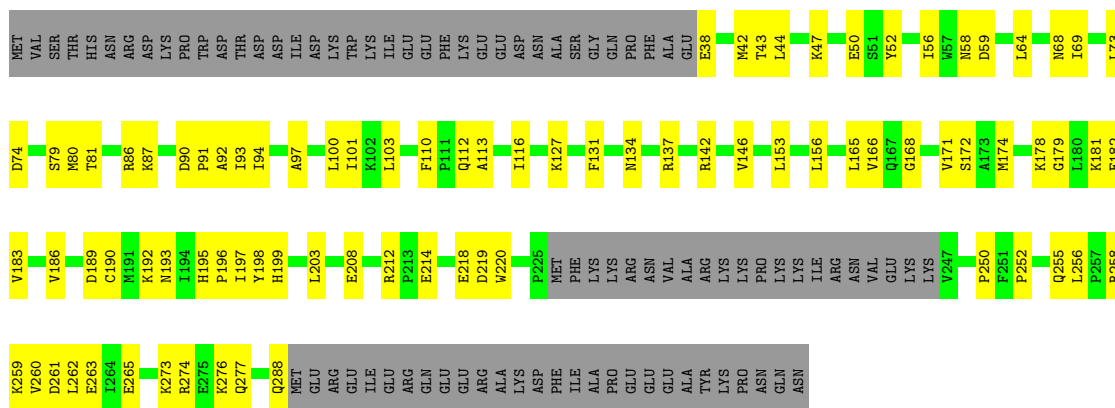 MET VAL SER THR HIS ASN ARG ASP LYS PRO TRP ASP THR ASP ASP ILE ASP LYS TRP LYS ILE GLU GLU PHE LYS GLU GLU ASP ASN ALA SER GLY GLN PRO PHE ALA GLU E38 M42 T43 L44 K47 E50 S51 Y52 I56 W57 N58 D59 L64 N68 I69
D74 S79 M80 T81 R86 K87 D90 P91 A92 I93 I94 A97 L100 I101 K102 L103 F110 P111 Q112 A113 I116 K127 F131 N134 R137 R142 V146 L153 L156 L165 V166 Q167 G168 V171 S172 A173 M174 K178 G179 L180 K181
V183 V186 D189 C190 M191 K192 N193 I194 H195 P196 I197 Y198 H199 L203 E208 R212 P213 E214 E218 D219 W220 P225 MET PHE LYS LYS ARG ASN VAL ALA ARG LYS LYS PRO LYS LYS ILE ARG ASN VAL GLU LYS LYS V247 P250 F251 P252 Q255 L256 P257
K259 V260 D261 L262 E263 I264 E265 K273 R274 E275 K276 Q277 Q288 MET GLU ARG GLU ILE GLU ARG GLN GLU GLU ARG ALA LYS ASP PHE ILE ALA PRO GLU GLU GLU ALA TYR LYS PRO ASN GLN ASN